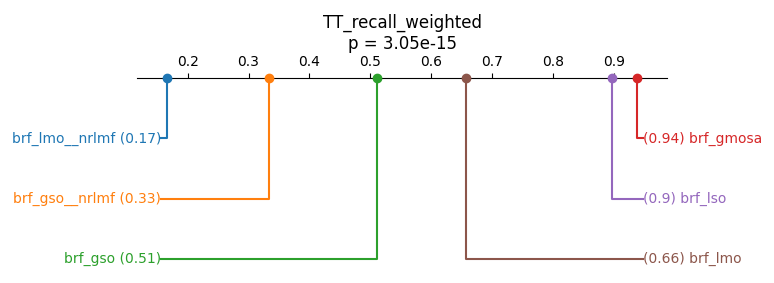 TT_recall_weighted
p = 3.05e-15
0.2 0.3 0.4 0.5 0.6 0.7 0.8 0.9
brf_lmo__nrlmf (0.17)
(0.94) brf_gmosa
brf_gso__nrlmf (0.33)
(0.9) brf_lso
brf_gso (0.51)
(0.66) brf_lmo